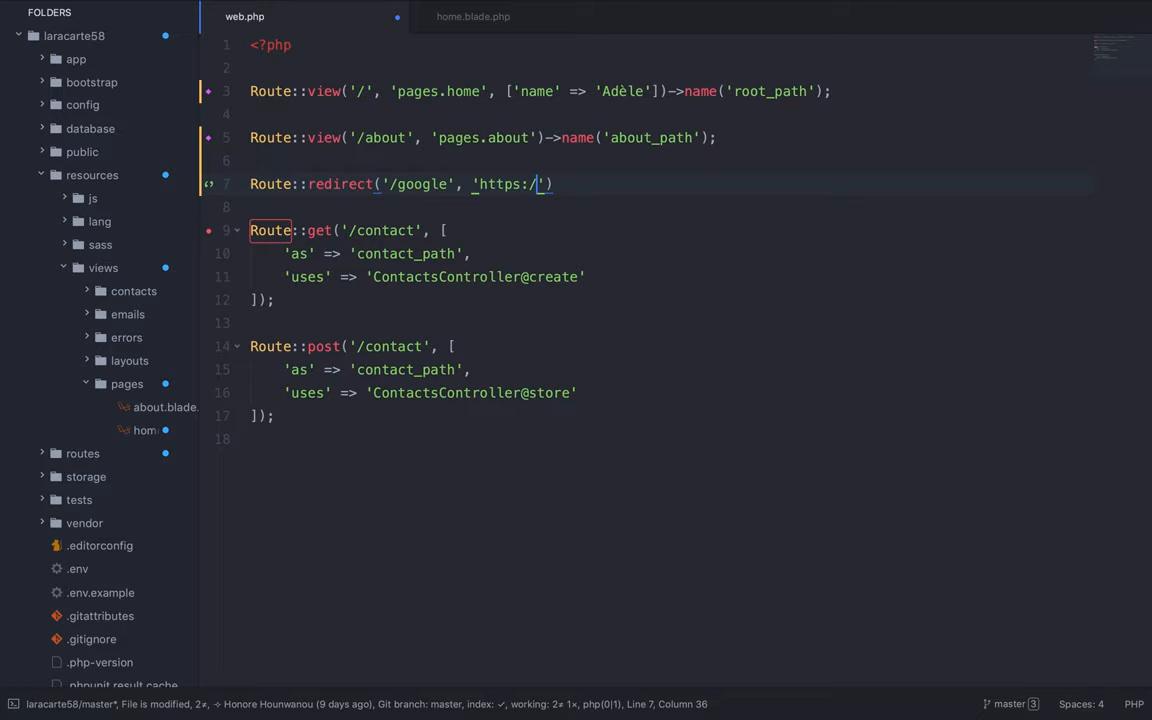 FOLDERS
laracarte58
app
bootstrap
config
database
public
resources
js
lang
sass
views
contacts
emails
errors
layouts
pages
about.blade.
hom
routes
storage
tests
vendor
.editorconfig
.env
.env.example
.gitattributes
.gitignore
.php-version
.phpunit.result.cache
web.php
home.blade.php
1 <?php
2
3 Route::view('/', 'pages.home', ['name' => 'Adèle'])->name('root_path');
4
5 Route::view('/about', 'pages.about')->name('about_path');
6
7 Route::redirect('/google', 'https:/')
8
9 Route::get('/contact', [
10 'as' => 'contact_path',
11 'uses' => 'ContactsController@create'
12 ]);
13
14 Route::post('/contact', [
15 'as' => 'contact_path',
16 'uses' => 'ContactsController@store'
17 ]);
18
laracarte58/master*, File is modified, 2≠, ⟡ Honore Hounwanou (9 days ago), Git branch: master, index: ✓, working: 2≠ 1×, php(0|1), Line 7, Column 36
master 3
Spaces: 4
PHP